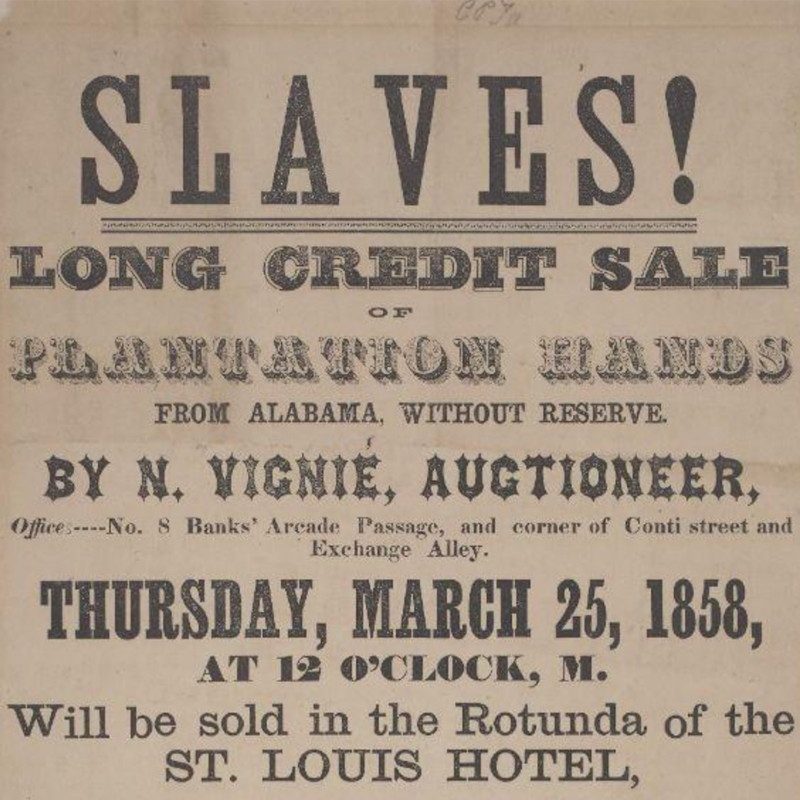 SLAVES!
LONG CREDIT SALE
OF
PLANTATION HANDS
FROM ALABAMA, WITHOUT RESERVE.
BY N. VIGNIÉ, AUCTIONEER,
Offices----No. 8 Banks' Arcade Passage, and corner of Conti street and
Exchange Alley.
THURSDAY, MARCH 25, 1858,
AT 12 O'CLOCK, M.
Will be sold in the Rotunda of the
ST. LOUIS HOTEL,